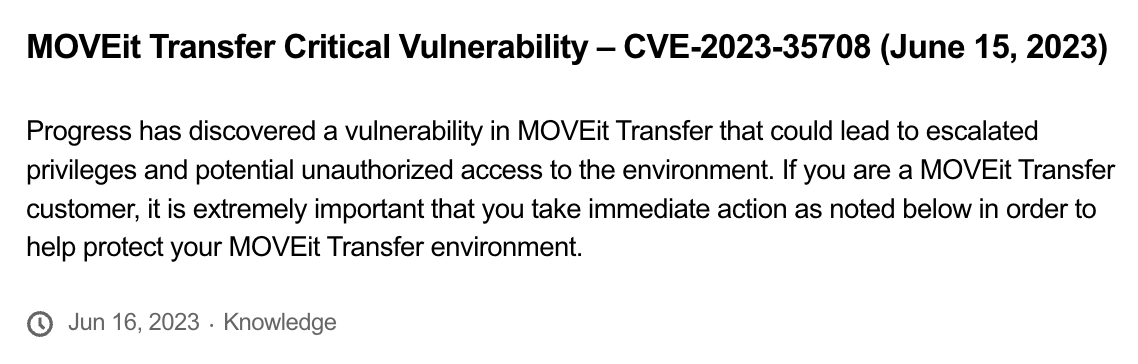 MOVEit Transfer Critical Vulnerability – CVE-2023-35708 (June 15, 2023)
Progress has discovered a vulnerability in MOVEit Transfer that could lead to escalated
privileges and potential unauthorized access to the environment. If you are a MOVEit Transfer
customer, it is extremely important that you take immediate action as noted below in order to
help protect your MOVEit Transfer environment.
Jun 16, 2023 · Knowledge